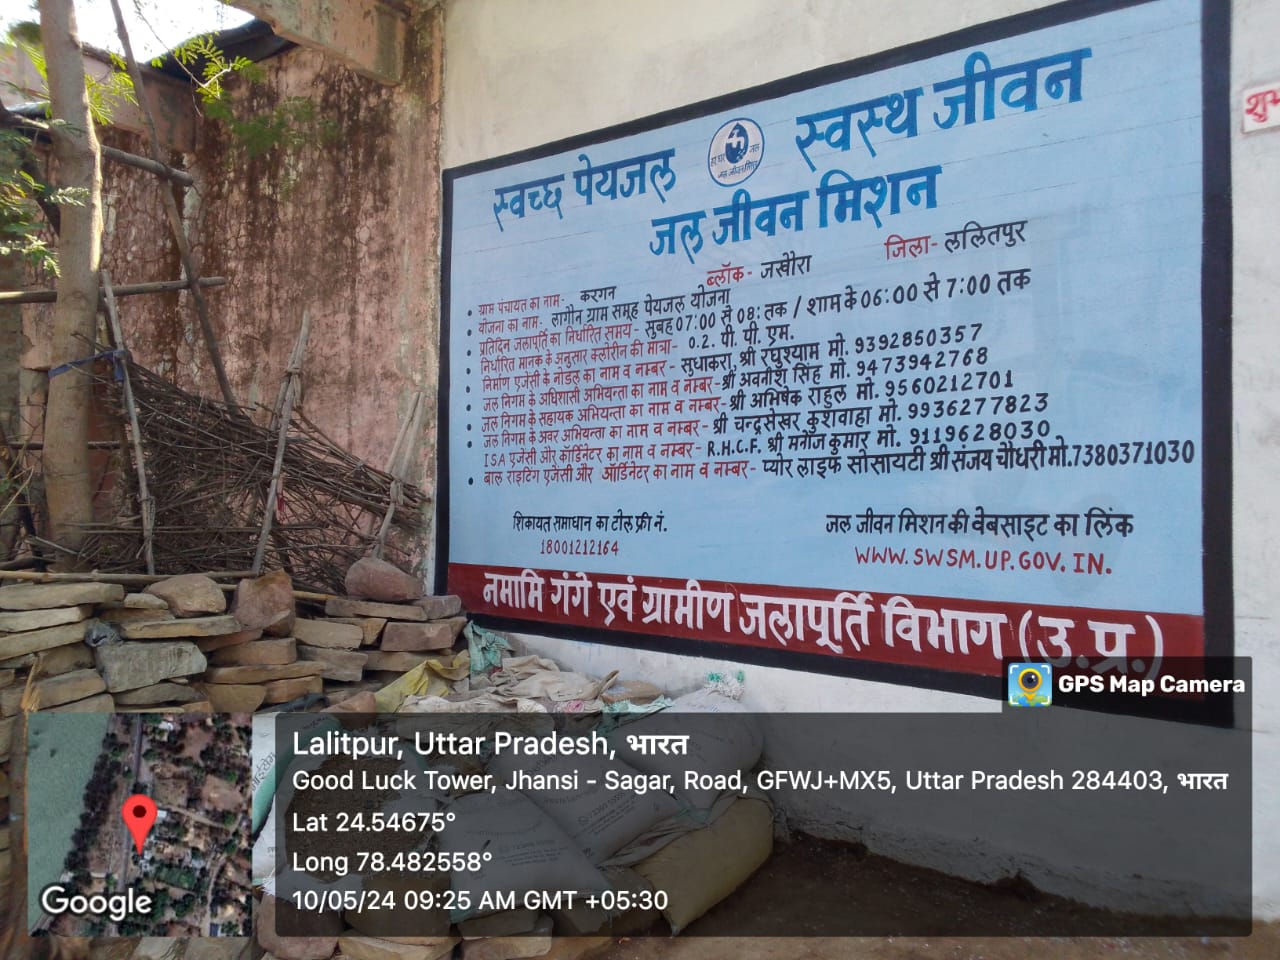 स्वच्छ पेयजल स्वस्थ जीवन
हर घर जल
जल जीवन मिशन
जल जीवन मिशन
ब्लॉक- जखौरा जिला- ललितपुर
ग्राम पंचायत का नाम:- करगन
योजना का नाम:- लागौन ग्राम समूह पेयजल योजना
प्रतिदिन जलापूर्ति का निर्धारित समय- सुबह 07:00 से 08: तक / शाम के 06:00 से 7:00 तक
निर्धारित मानक के अनुसार क्लोरीन की मात्रा- 0.2. पी. पी. एम.
निर्माण एजेंसी के नोडल का नाम व नम्बर- सुधाकरा, श्री रघुश्याम मो. 9392850357
जल निगम के अधिशासी अभियन्ता का नाम व नम्बर-श्री अवनीश सिंह मो. 9473942768
जल निगम के सहायक अभियन्ता का नाम व नम्बर- श्री अभिषेक राहुल मो. 9560212701
जल निगम के अवर अभियन्ता का नाम व नम्बर- श्री चन्द्रसेखर कुशवाहा मो. 9936277823
ISA एजेंसी और कॉर्डिनेटर का नाम व नम्बर- R.H.C.F. श्री मनोज कुमार मो. 9119628030
बाल राइटिंग एजेंसी और ऑर्डिनेटर का नाम व नम्बर- प्योर लाइफ सोसायटी श्री संजय चौधरी मो.7380371030
शिकायत समाधान का टोल फ्री नं.
18001212164
जल जीवन मिशन की वेबसाइट का लिंक
WWW.SWSM.UP.GOV.IN.
नमामि गंगे एवं ग्रामीण जलापूर्ति विभाग (उ.प्र.)
शुभ
GPS Map Camera
Lalitpur, Uttar Pradesh, भारत
Good Luck Tower, Jhansi - Sagar, Road, GFWJ+MX5, Uttar Pradesh 284403, भारत
Lat 24.54675°
Long 78.482558°
10/05/24 09:25 AM GMT +05:30
Google